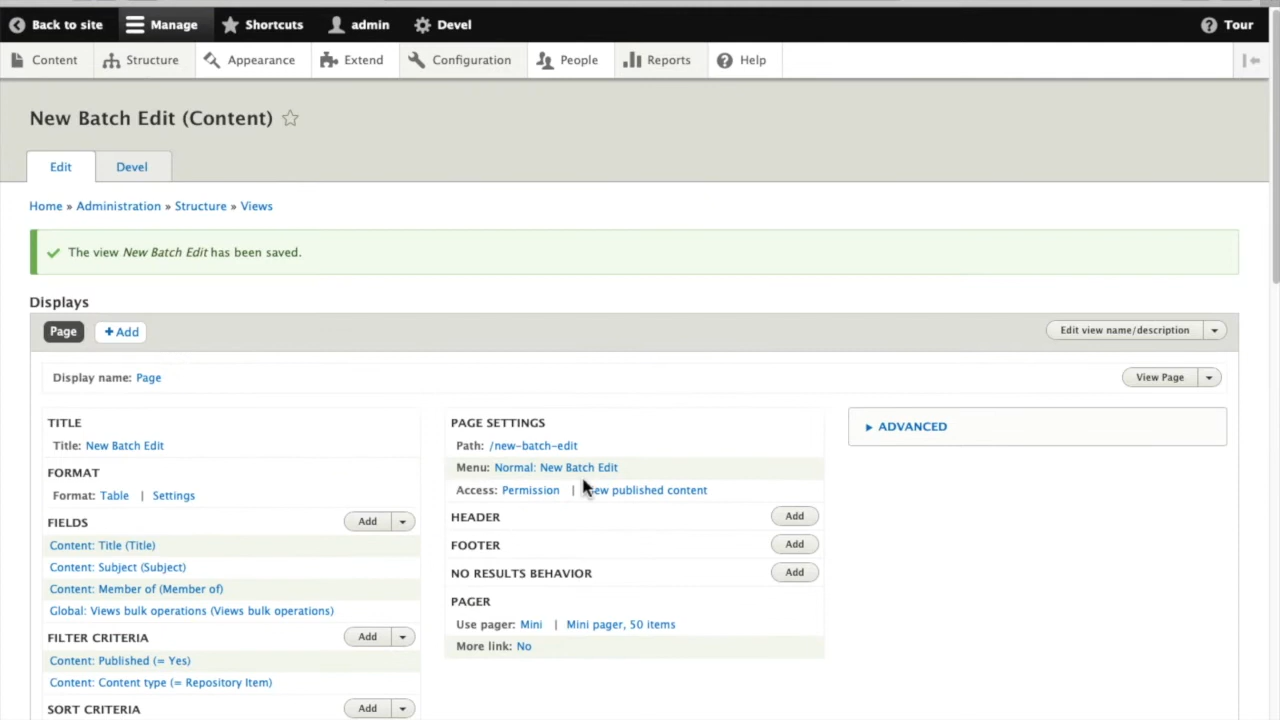 Back to site Manage Shortcuts admin Devel Tour
Content Structure Appearance Extend Configuration People Reports Help
New Batch Edit (Content)
Edit Devel
Home » Administration » Structure » Views
The view New Batch Edit has been saved.
Displays
Page + Add Edit view name/description
Display name: Page View Page
TITLE
Title: New Batch Edit
FORMAT
Format: Table | Settings
FIELDS Add
Content: Title (Title)
Content: Subject (Subject)
Content: Member of (Member of)
Global: Views bulk operations (Views bulk operations)
FILTER CRITERIA Add
Content: Published (= Yes)
Content: Content type (= Repository Item)
SORT CRITERIA Add
PAGE SETTINGS
Path: /new-batch-edit
Menu: Normal: New Batch Edit
Access: Permission | published content
HEADER Add
FOOTER Add
NO RESULTS BEHAVIOR Add
PAGER
Use pager: Mini | Mini pager, 50 items
More link: No
ADVANCED